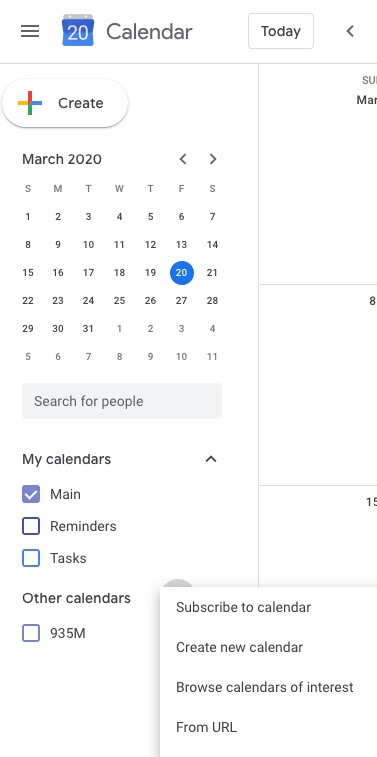 20 Calendar Today
SU
Mar
Create
March 2020
S M T W T F S
1 2 3 4 5 6 7
8 9 10 11 12 13 14
15 16 17 18 19 20 21
22 23 24 25 26 27 28
8
29 30 31 1 2 3 4
5 6 7 8 9 10 11
Search for people
My calendars
Main
15
Reminders
Tasks
Other calendars
935M
Subscribe to calendar
Create new calendar
Browse calendars of interest
From URL